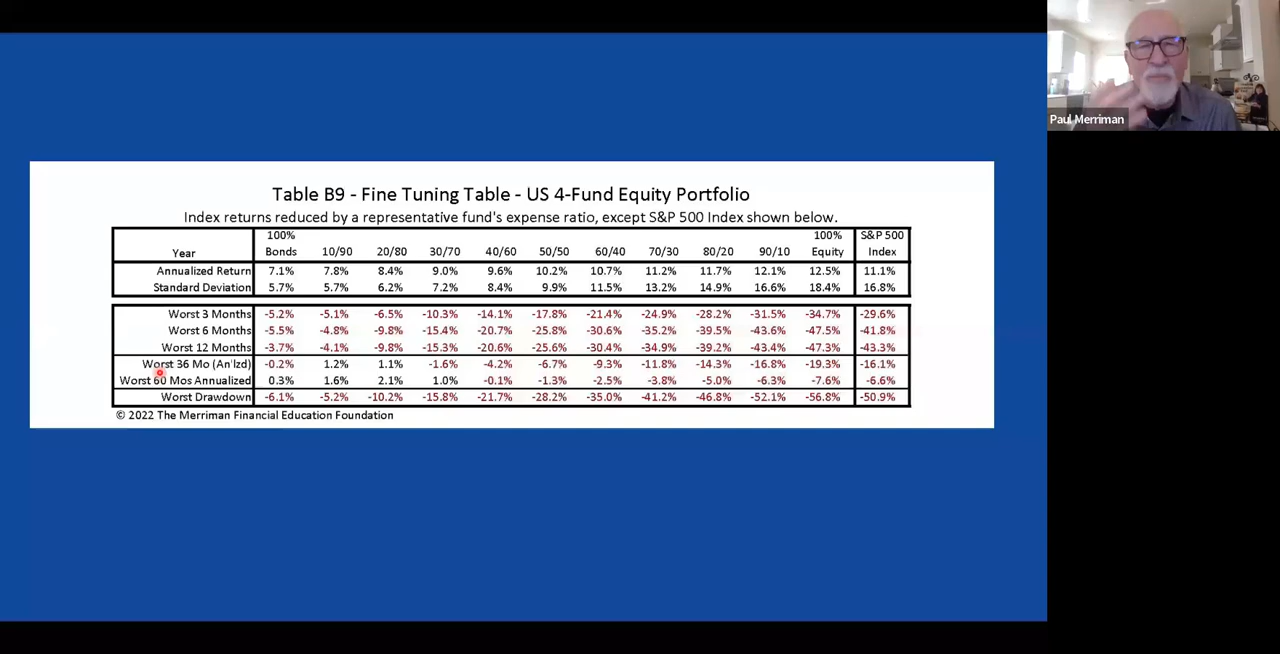 Paul Merriman
Table B9 - Fine Tuning Table - US 4-Fund Equity Portfolio
Index returns reduced by a representative fund's expense ratio, except S&P 500 Index shown below.
100% 100% S&P 500
Year Bonds 10/90 20/80 30/70 40/60 50/50 60/40 70/30 80/20 90/10 Equity Index
Annualized Return 7.1% 7.8% 8.4% 9.0% 9.6% 10.2% 10.7% 11.2% 11.7% 12.1% 12.5% 11.1%
Standard Deviation 5.7% 5.7% 6.2% 7.2% 8.4% 9.9% 11.5% 13.2% 14.9% 16.6% 18.4% 16.8%
Worst 3 Months -5.2% -5.1% -6.5% -10.3% -14.1% -17.8% -21.4% -24.9% -28.2% -31.5% -34.7% -29.6%
Worst 6 Months -5.5% -4.8% -9.8% -15.4% -20.7% -25.8% -30.6% -35.2% -39.5% -43.6% -47.5% -41.8%
Worst 12 Months -3.7% -4.1% -9.8% -15.3% -20.6% -25.6% -30.4% -34.9% -39.2% -43.4% -47.3% -43.3%
Worst 36 Mo (An'lzd) -0.2% 1.2% 1.1% -1.6% -4.2% -6.7% -9.3% -11.8% -14.3% -16.8% -19.3% -16.1%
Worst 60 Mos Annualized 0.3% 1.6% 2.1% 1.0% -0.1% -1.3% -2.5% -3.8% -5.0% -6.3% -7.6% -6.6%
Worst Drawdown -6.1% -5.2% -10.2% -15.8% -21.7% -28.2% -35.0% -41.2% -46.8% -52.1% -56.8% -50.9%
© 2022 The Merriman Financial Education Foundation